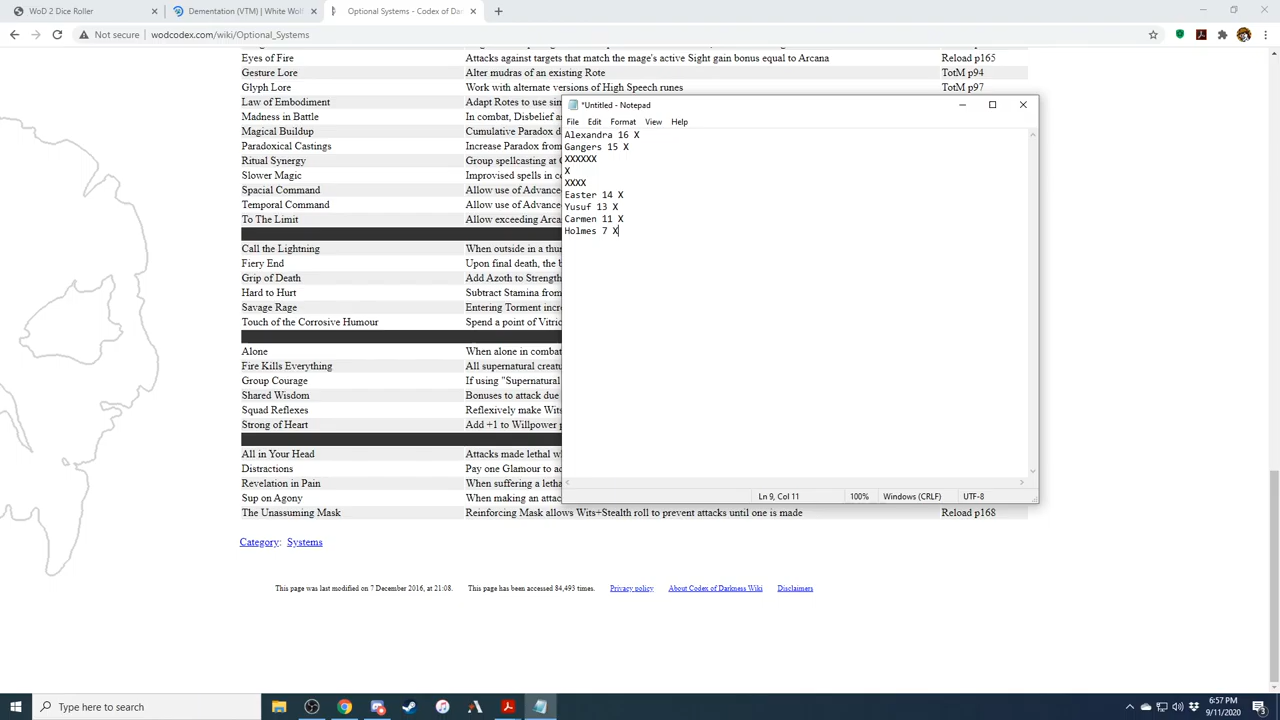 WoD 2 Dice Roller
Dementation (VTM) | White Wol
Optional Systems - Codex of Da
Not secure | wodcodex.com/wiki/Optional_Systems
Eyes of Fire Attacks against targets that match the mage's active Sight gain bonus equal to Arcana Reload p165
Gesture Lore Alter mudras of an existing Rote TotM p94
Glyph Lore Work with alternate versions of High Speech runes TotM p97
Law of Embodiment Adapt Rotes to use sim
Madness in Battle In combat, Disbelief a
Magical Buildup Cumulative Paradox d
Paradoxical Castings Increase Paradox from
Ritual Synergy Group spellcasting at
Slower Magic Improvised spells in c
Spacial Command Allow use of Advance
Temporal Command Allow use of Advance
To The Limit Allow exceeding Arca
Call the Lightning When outside in a thu
Fiery End Upon final death, the b
Grip of Death Add Azoth to Strength
Hard to Hurt Subtract Stamina from
Savage Rage Entering Torment incr
Touch of the Corrosive Humour Spend a point of Vitrio
Alone When alone in combat
Fire Kills Everything All supernatural creatu
Group Courage If using "Supernatural
Shared Wisdom Bonuses to attack due
Squad Reflexes Reflexively make Wits
Strong of Heart Add +1 to Willpower p
All in Your Head Attacks made lethal wh
Distractions Pay one Glamour to ad
Revelation in Pain When suffering a letha
Sup on Agony When making an attac
The Unassuming Mask Reinforcing Mask allows Wits+Stealth roll to prevent attacks until one is made Reload p168
Category: Systems
This page was last modified on 7 December 2016, at 21:08. This page has been accessed 84,493 times. Privacy policy About Codex of Darkness Wiki Disclaimers
*Untitled - Notepad
File Edit Format View Help
Alexandra 16 X
Gangers 15 X
XXXXXX
X
XXXX
Easter 14 X
Yusuf 13 X
Carmen 11 X
Holmes 7 X
Ln 9, Col 11 100% Windows (CRLF) UTF-8
Type here to search
6:57 PM
9/11/2020
3